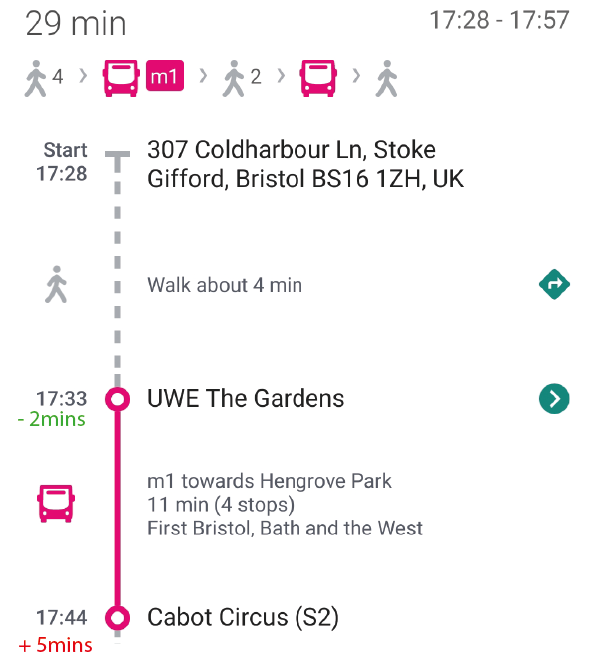 29 min 17:28 - 17:57
4 m1 2
Start
17:28
307 Coldharbour Ln, Stoke
Gifford, Bristol BS16 1ZH, UK
Walk about 4 min
17:33 UWE The Gardens
- 2mins
m1 towards Hengrove Park
11 min (4 stops)
First Bristol, Bath and the West
17:44 Cabot Circus (S2)
+ 5mins